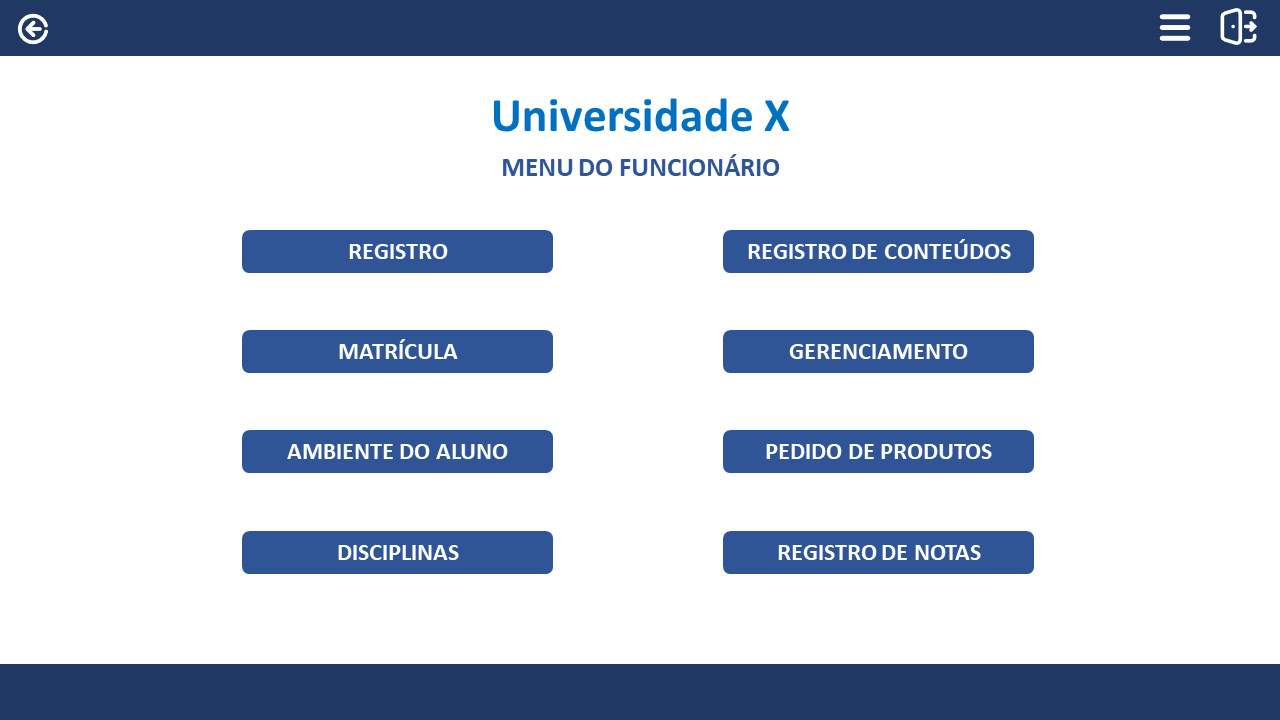 Universidade X
MENU DO FUNCIONÁRIO
REGISTRO
REGISTRO DE CONTEÚDOS
MATRÍCULA
GERENCIAMENTO
AMBIENTE DO ALUNO
PEDIDO DE PRODUTOS
DISCIPLINAS
REGISTRO DE NOTAS